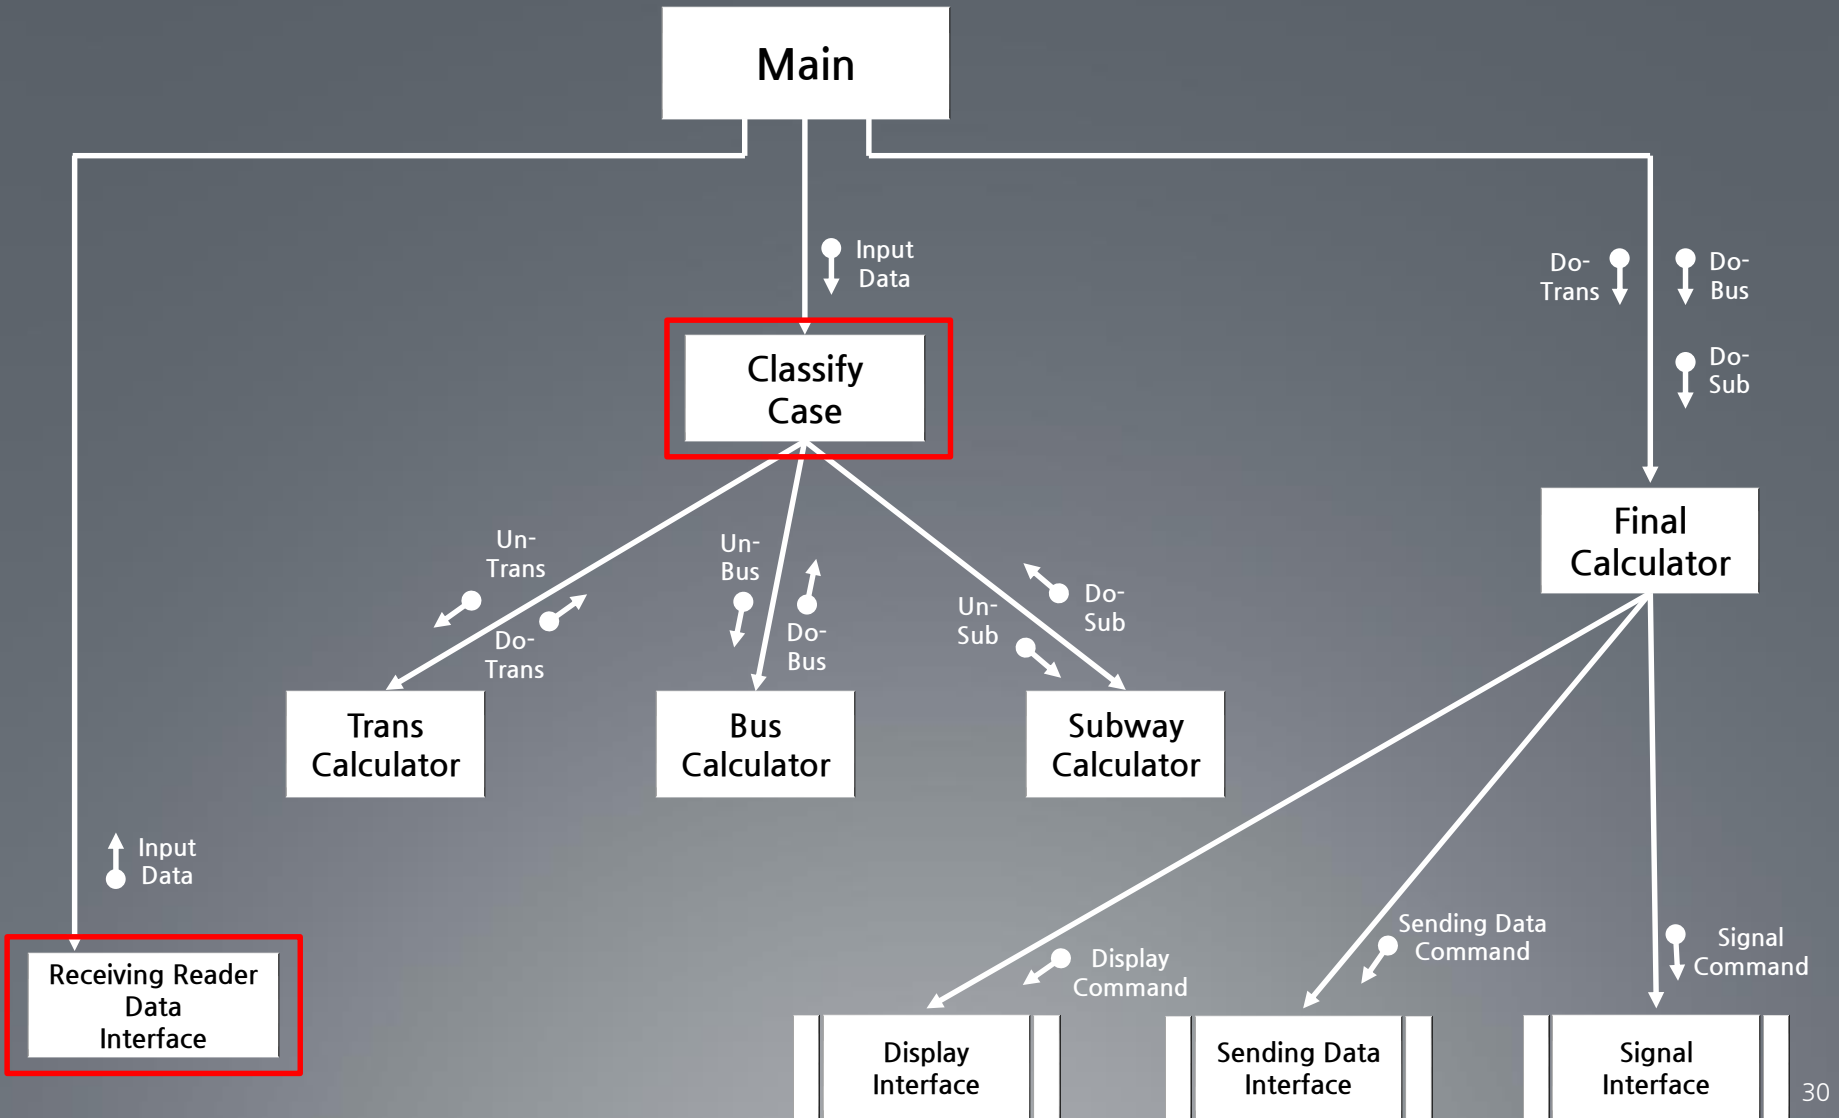 Main
Input
Data
Do-
Trans
Do-
Bus
Do-
Sub
Classify
Case
Final
Calculator
Un-
Trans
Do-
Trans
Un-
Bus
Do-
Bus
Un-
Sub
Do-
Sub
Trans
Calculator
Bus
Calculator
Subway
Calculator
Input
Data
Receiving Reader
Data
Interface
Display
Command
Sending Data
Command
Signal
Command
Display
Interface
Sending Data
Interface
Signal
Interface
30